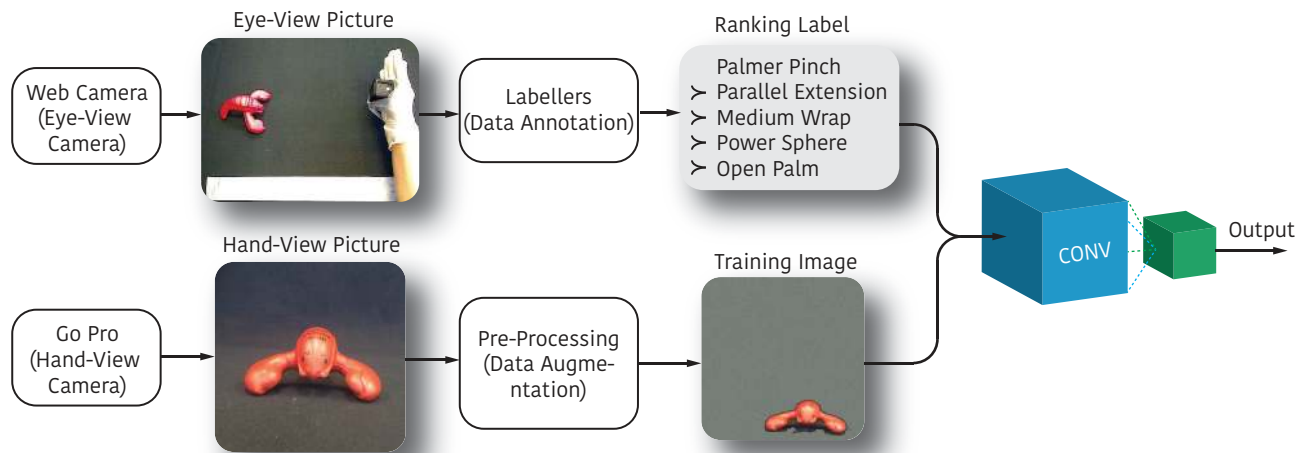 Eye-View Picture
Web Camera
(Eye-View
Camera)
Labellers
(Data Annotation)
Ranking Label
Palmer Pinch
≻ Parallel Extension
≻ Medium Wrap
≻ Power Sphere
≻ Open Palm
Hand-View Picture
Go Pro
(Hand-View
Camera)
Pre-Processing
(Data Augme-
ntation)
Training Image
CONV
Output